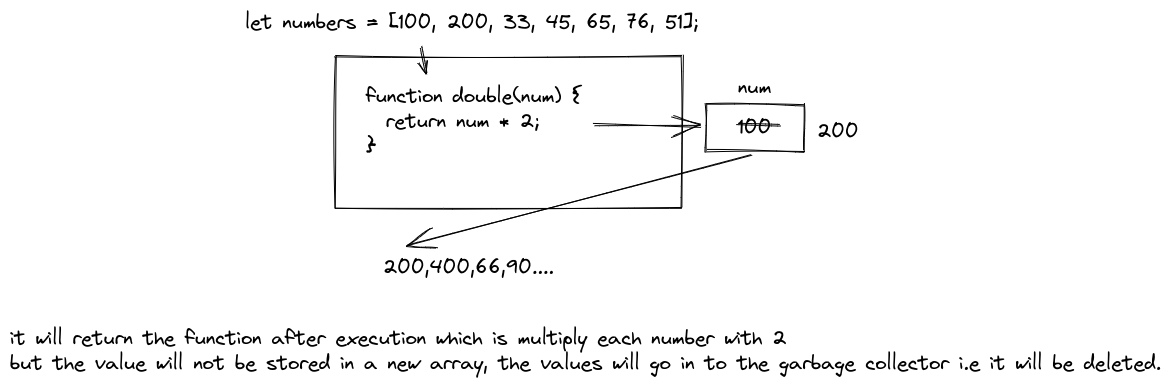 let numbers = [100, 200, 33, 45, 65, 76, 51];
function double(num) {
return num * 2;
}
num
100
200
200,400,66,90....
it will return the function after execution which is multiply each number with 2
but the value will not be stored in a new array, the values will go in to the garbage collector i.e it will be deleted.